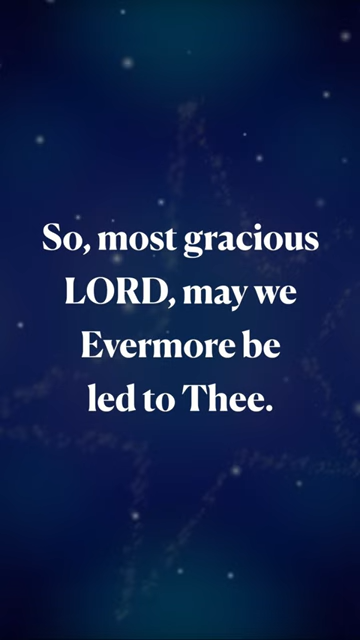 So, most gracious
LORD, may we
Evermore be
led to Thee.